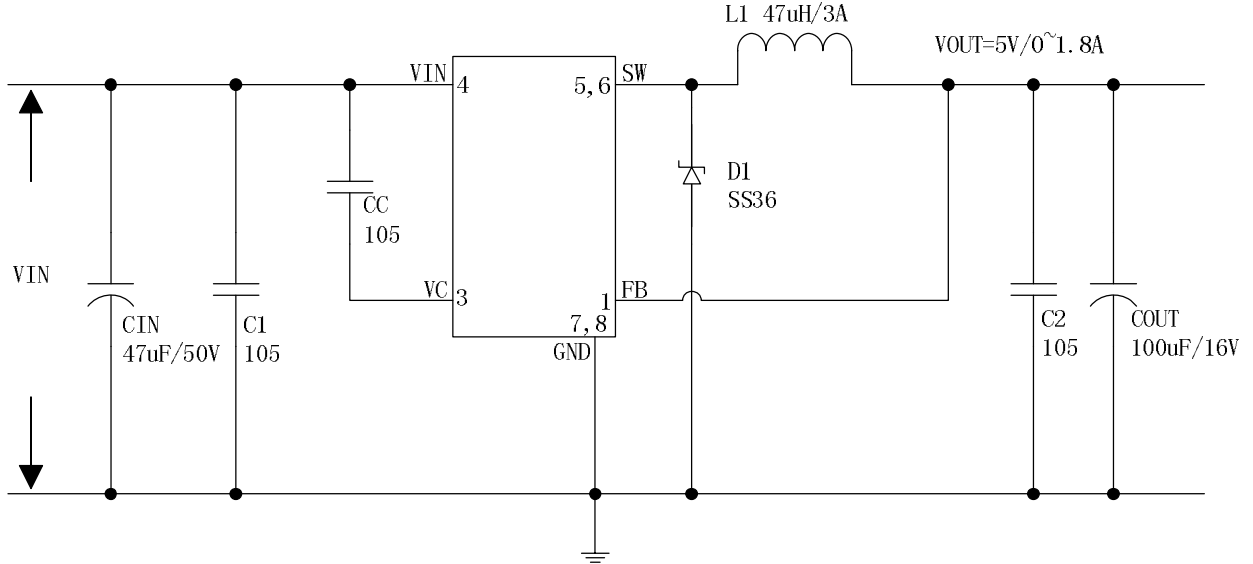 L1 47uH/3A
VOUT=5V/0~1.8A
VIN
4
5,6
SW
CC
105
D1
SS36
VIN
VC
3
1
FB
7,8
GND
CIN
47uF/50V
C1
105
C2
105
COUT
100uF/16V